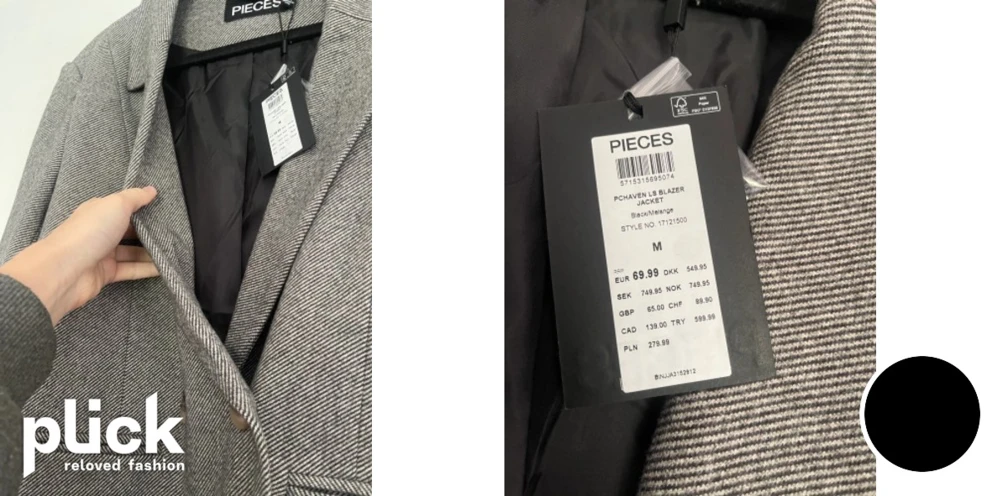 PIECES
PIECES
M
plick
reloved fashion
FSC
PIECES
5715315695074
PCHAVEN LS BLAZER
JACKET
Black/Melange
STYLE NO. 17121500
M
EUR 69.99 DKK 549.95
SEK 749.95 NOK 749.95
GBP 65.00 CHF 89.90
CAD 139.00 TRY 599.99
PLN 279.99